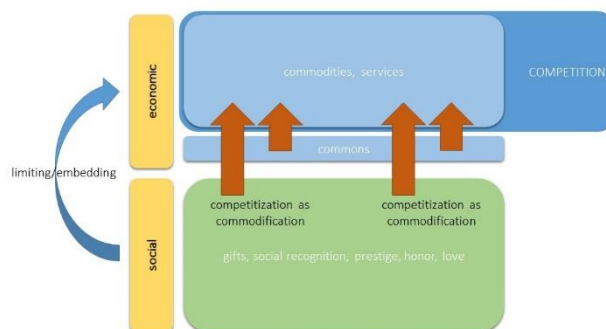 economic
commodities, services
COMPETITION
commons
limiting/embedding
social
competitization as
commodification
competitization as
commodification
gifts, social recognition, prestige, honor, love